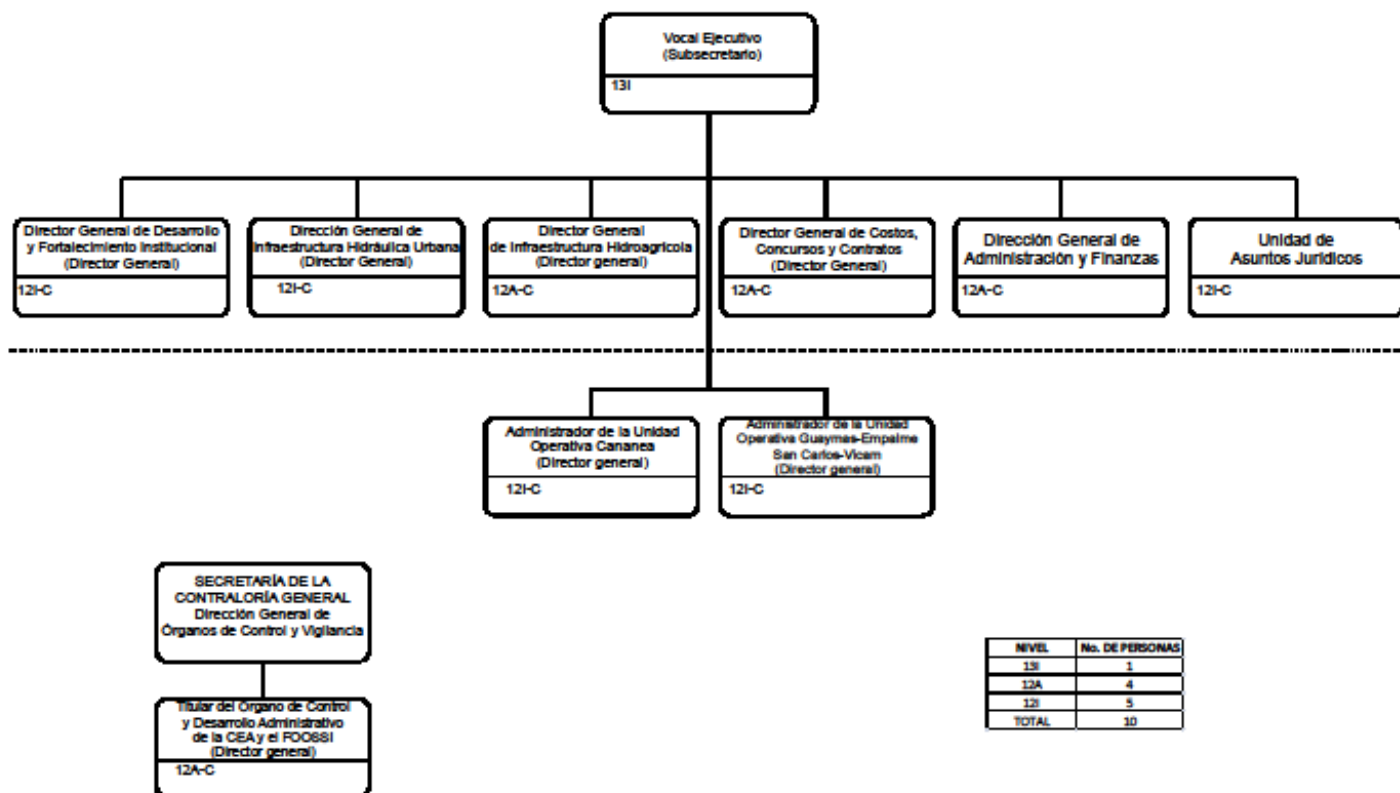 Vocal Ejecutivo
(Subsecretario)
13I
Director General de Desarrollo
y Fortalecimiento Institucional
(Director General)
12I-C
Dirección General de
Infraestructura Hidráulica Urbana
(Director General)
12I-C
Director General
de Infraestructura Hidroagrícola
(Director general)
12A-C
Director General de Costos,
Concursos y Contratos
(Director General)
12A-C
Dirección General de
Administración y Finanzas
12A-C
Unidad de
Asuntos Jurídicos
12I-C
Administrador de la Unidad
Operativa Cananea
(Director general)
12I-C
Administrador de la Unidad
Operativa Guaymas-Empalme
San Carlos-Vicam
(Director general)
12I-C
SECRETARÍA DE LA
CONTRALORÍA GENERAL
Dirección General de
Órganos de Control y Vigilancia
Titular del Órgano de Control
y Desarrollo Administrativo
de la CEA y el FOOSSI
(Director general)
12A-C
NIVEL No. DE PERSONAS
13I 1
12A 4
12I 5
TOTAL 10